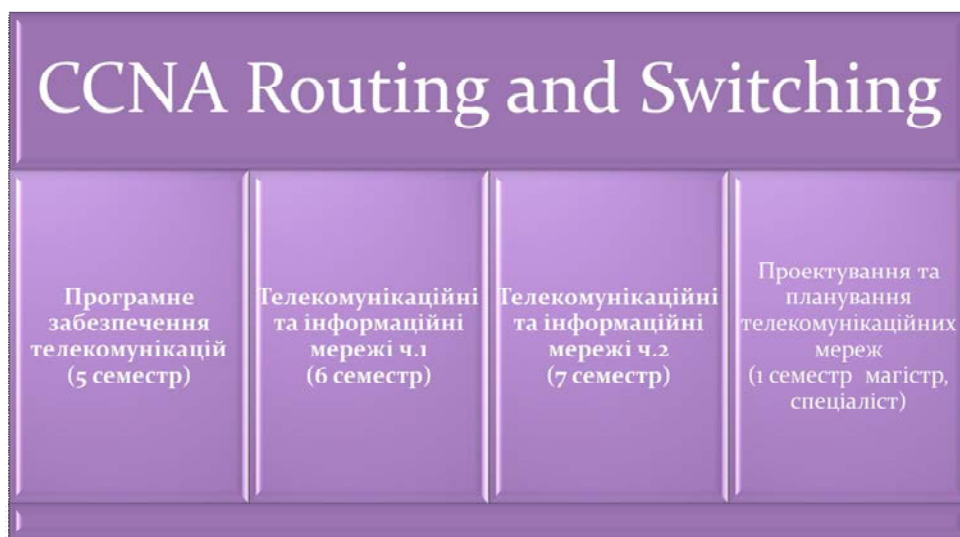 CCNA Routing and Switching
Програмне
забезпечення
телекомунікацій
(5 семестр)
Телекомунікаційні
та інформаційні
мережі ч.1
(6 семестр)
Телекомунікаційні
та інформаційні
мережі ч.2
(7 семестр)
Проектування та
планування
телекомунікаційних
мереж
(1 семестр магістр,
спеціаліст)